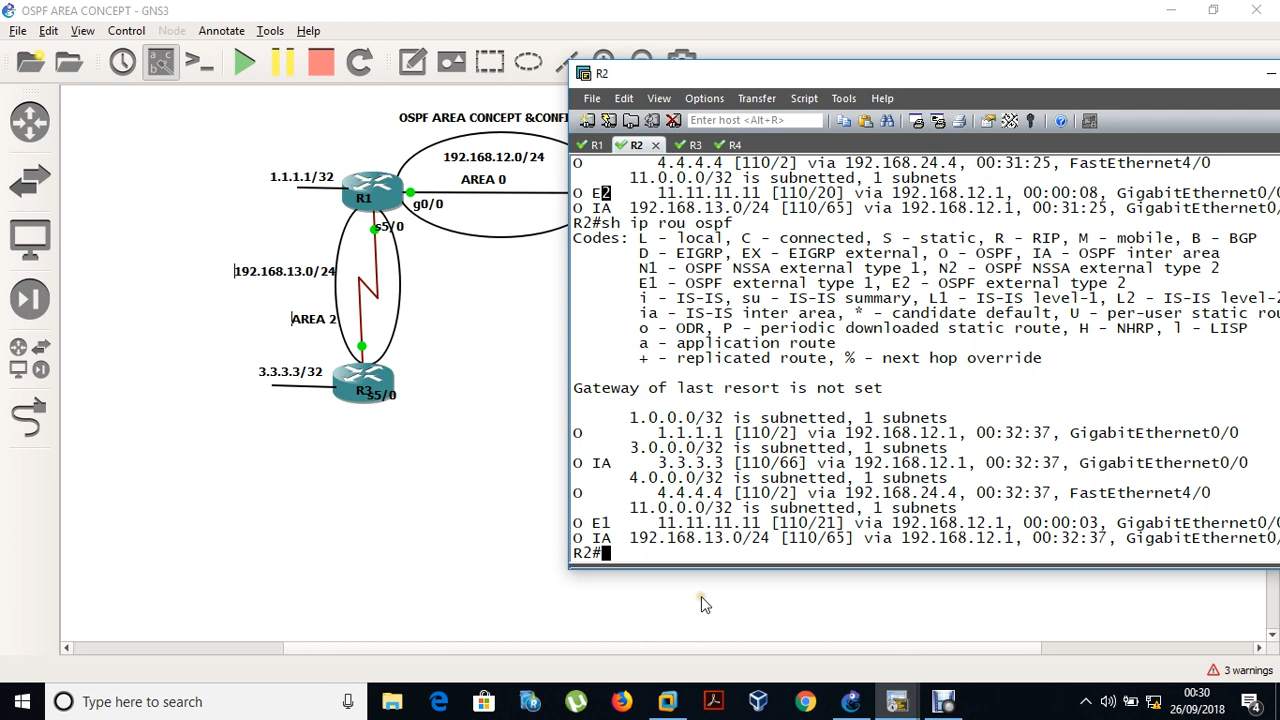 OSPF AREA CONCEPT - GNS3
File Edit View Control Node Annotate Tools Help
OSPF AREA CONCEPT &CONFI
192.168.12.0/24
AREA 0
1.1.1.1/32
R1
g0/0
s5/0
192.168.13.0/24
AREA 2
3.3.3.3/32
R3
s5/0
R2
File Edit View Options Transfer Script Tools Help
Enter host <Alt+R>
R1 R2 R3 R4
O 4.4.4.4 [110/2] via 192.168.24.4, 00:31:25, FastEthernet4/0
11.0.0.0/32 is subnetted, 1 subnets
O E2 11.11.11.11 [110/20] via 192.168.12.1, 00:00:08, GigabitEthernet0/
O IA 192.168.13.0/24 [110/65] via 192.168.12.1, 00:31:25, GigabitEthernet0/
R2#sh ip rou ospf
Codes: L - local, C - connected, S - static, R - RIP, M - mobile, B - BGP
D - EIGRP, EX - EIGRP external, O - OSPF, IA - OSPF inter area
N1 - OSPF NSSA external type 1, N2 - OSPF NSSA external type 2
E1 - OSPF external type 1, E2 - OSPF external type 2
i - IS-IS, su - IS-IS summary, L1 - IS-IS level-1, L2 - IS-IS level-2
ia - IS-IS inter area, * - candidate default, U - per-user static rou
o - ODR, P - periodic downloaded static route, H - NHRP, l - LISP
a - application route
+ - replicated route, % - next hop override
Gateway of last resort is not set
1.0.0.0/32 is subnetted, 1 subnets
O 1.1.1.1 [110/2] via 192.168.12.1, 00:32:37, GigabitEthernet0/0
3.0.0.0/32 is subnetted, 1 subnets
O IA 3.3.3.3 [110/66] via 192.168.12.1, 00:32:37, GigabitEthernet0/0
4.0.0.0/32 is subnetted, 1 subnets
O 4.4.4.4 [110/2] via 192.168.24.4, 00:32:37, FastEthernet4/0
11.0.0.0/32 is subnetted, 1 subnets
O E1 11.11.11.11 [110/21] via 192.168.12.1, 00:00:03, GigabitEthernet0/
O IA 192.168.13.0/24 [110/65] via 192.168.12.1, 00:32:37, GigabitEthernet0/
R2#
3 warnings
Type here to search
00:30
26/09/2018
4